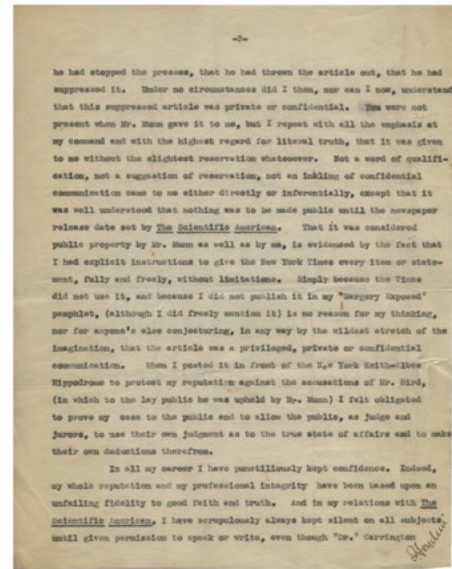 -3-
he had stopped the presses, that he had thrown the article out, that he had
suppressed it. Under no circumstances did I then, nor can I now, understand
that this suppressed article was private or confidential. You were not
present when Mr. Munn gave it to me, but I repeat with all the emphasis at
my command and with the highest regard for literal truth, that it was given
to me without the slightest reservation whatsoever. Not a word of qualifi-
cation, not a suggestion of reservation, not an inkling of confidential
communication came to me either directly or inferentially, except that it
was well understood that nothing was to be made public until the newspaper
release date set by The Scientific American. That it was considered
public property by Mr. Munn as well as by me, is evidenced by the fact that
I had explicit instructions to give the New York Times every item or state-
ment, fully and freely, without limitations. Simply because the Times
did not use it, and because I did not publish it in my "Margery Exposed"
pamphlet, (although I did freely mention it) is no reason for my thinking,
nor for anyone's else conjecturing, in any way by the wildest stretch of the
imagination, that the article was a privileged, private or confidential
communication. When I posted it in front of the New York Keith-Albee
Hippodrome to protect my reputation against the accusations of Mr. Bird,
(in which to the lay public he was upheld by Mr. Munn) I felt obligated
to prove my case to the public and to allow the public, as judge and
jurors, to use their own judgment as to the true state of affairs and to make
their own deductions therefrom.
In all my career I have punctiliously kept confidence. Indeed,
my whole reputation and my professional integrity have been based upon an
unfailing fidelity to good faith and truth. And in my relations with The
Scientific American, I have scrupulously always kept silent on all subjects
until given permission to speak or write, even though "Dr." Carrington
Houdini